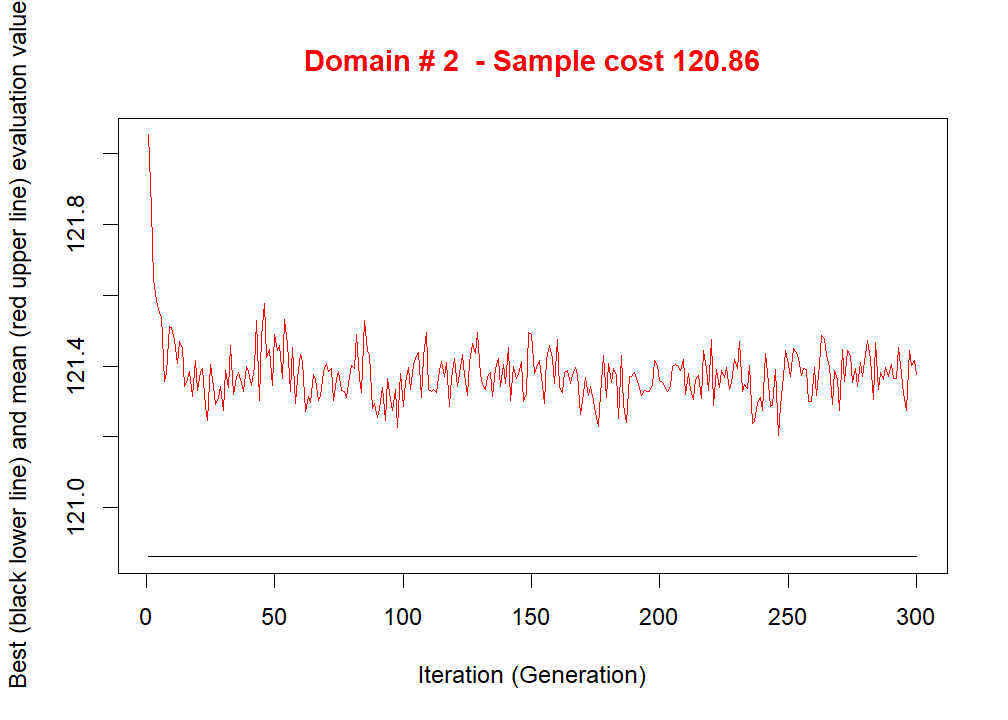 Domain # 2  - Sample cost 120.86
Best (black lower line) and mean (red upper line) evaluation value
121.8
121.4
121.0
0 50 100 150 200 250 300
Iteration (Generation)